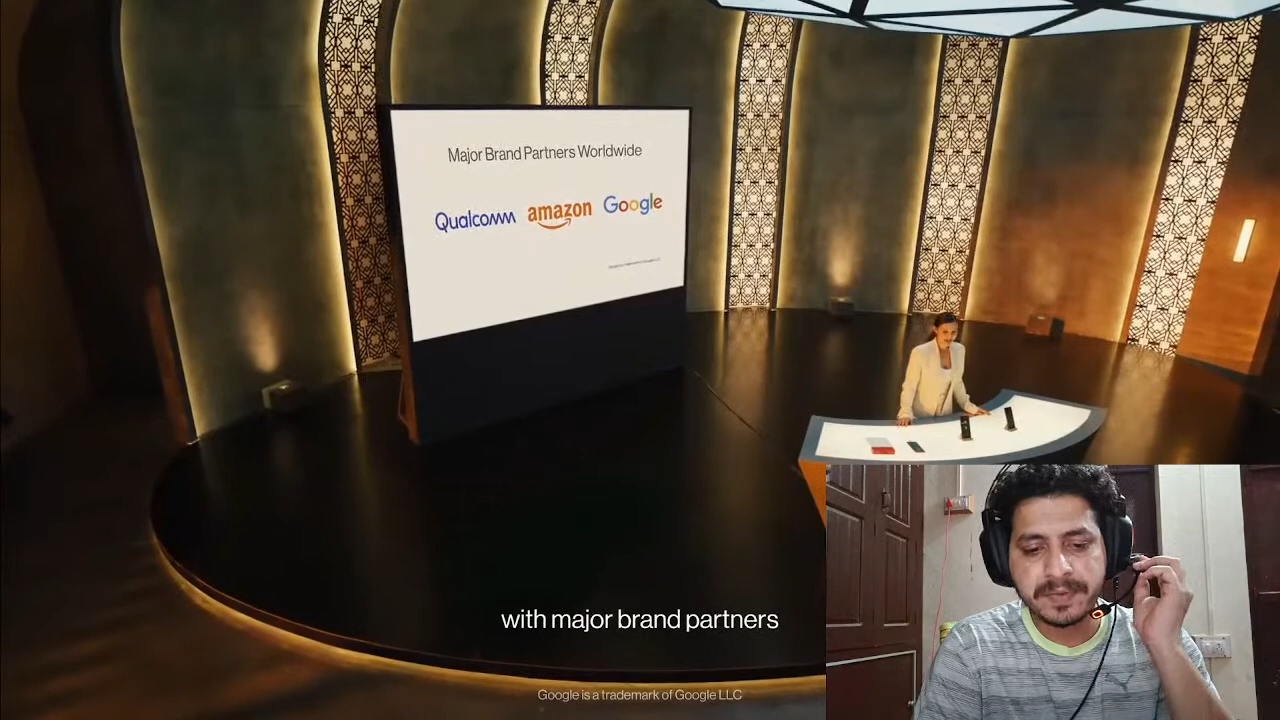 Major Brand Partners Worldwide
Qualcomm amazon Google
with major brand partners
Google is a trademark of Google LLC